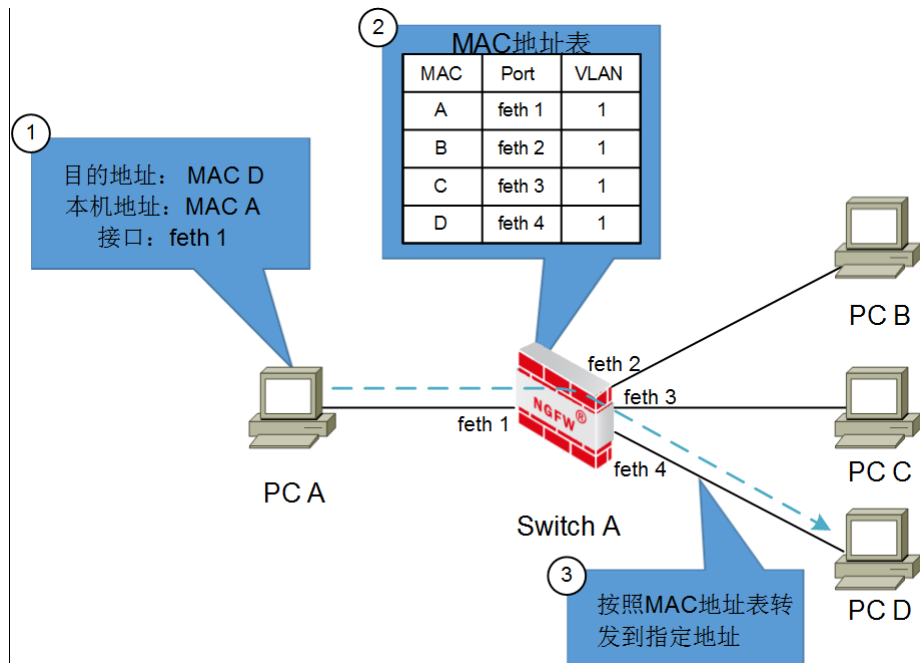 1
目的地址： MAC D
本机地址：MAC A
接口：feth 1
2
MAC地址表
MAC Port VLAN
A feth 1 1
B feth 2 1
C feth 3 1
D feth 4 1
PC A
feth 1
NGFW®
feth 2
feth 3
feth 4
Switch A
PC B
PC C
PC D
3
按照MAC地址表转
发到指定地址